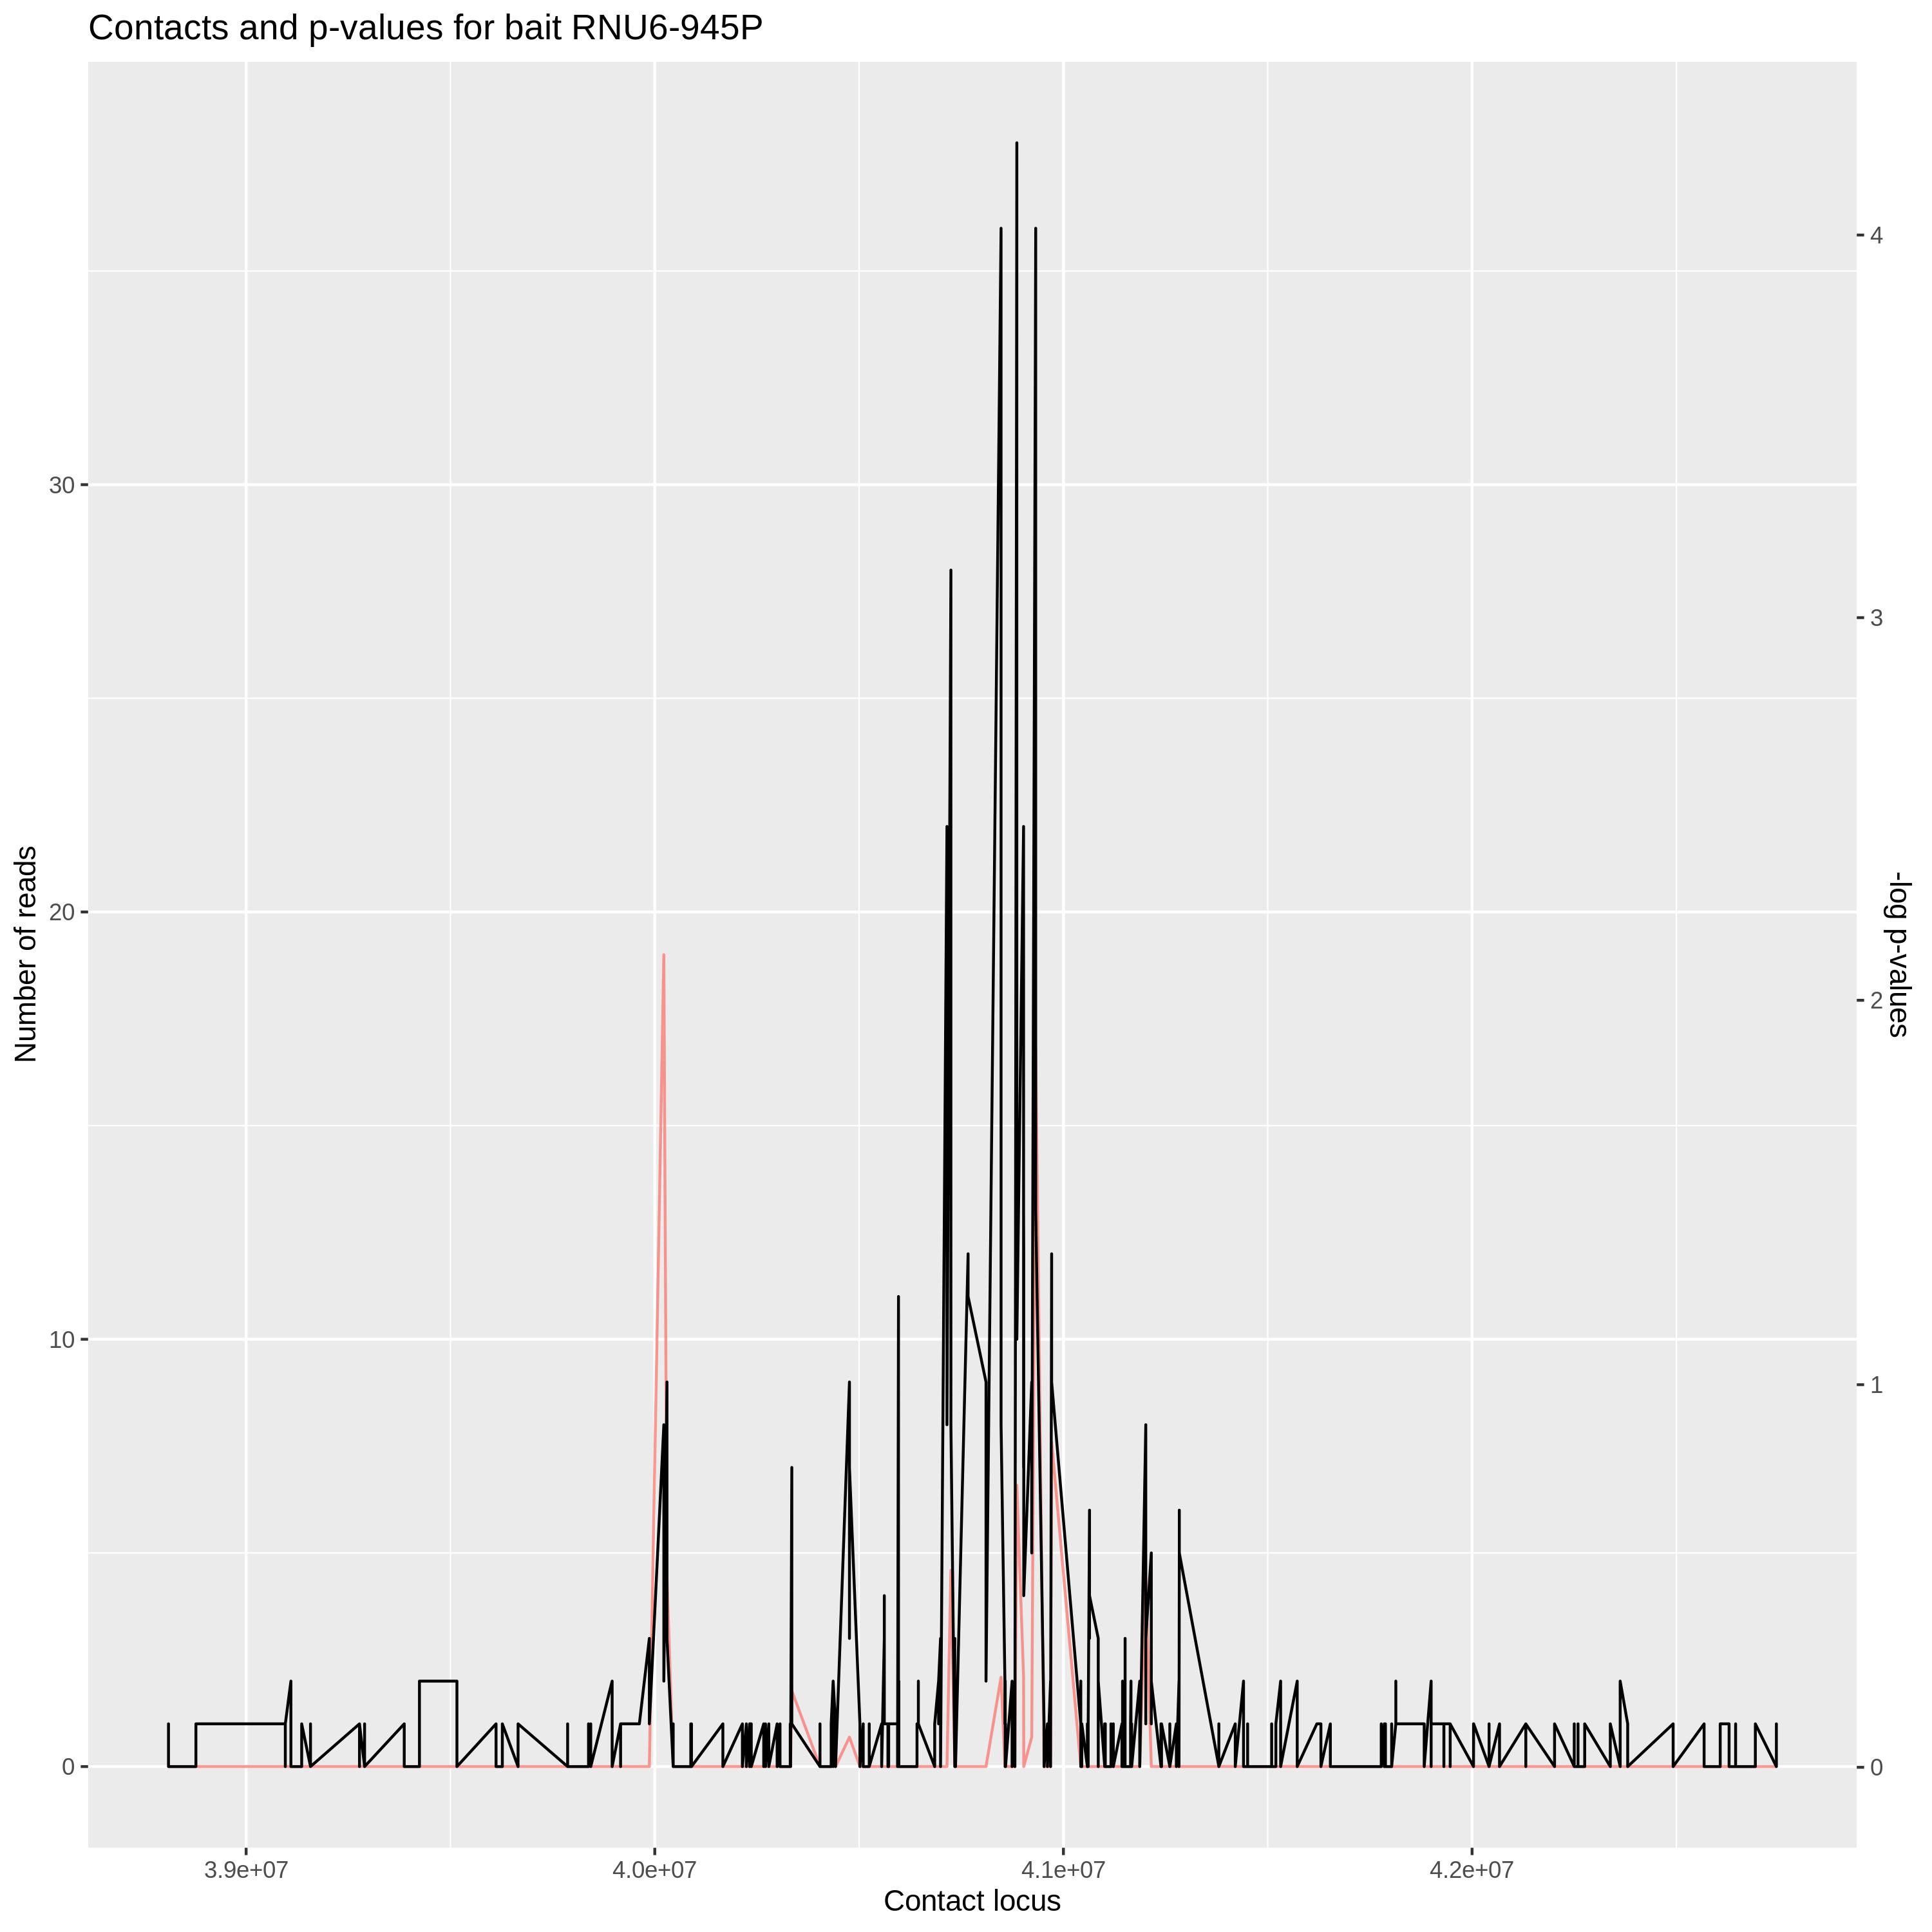 Contacts and p-values for bait RNU6-945P
30
20
10
0
4
3
2
1
0
Number of reads
-log p-values
3.9e+07
4.0e+07
4.1e+07
4.2e+07
Contact locus